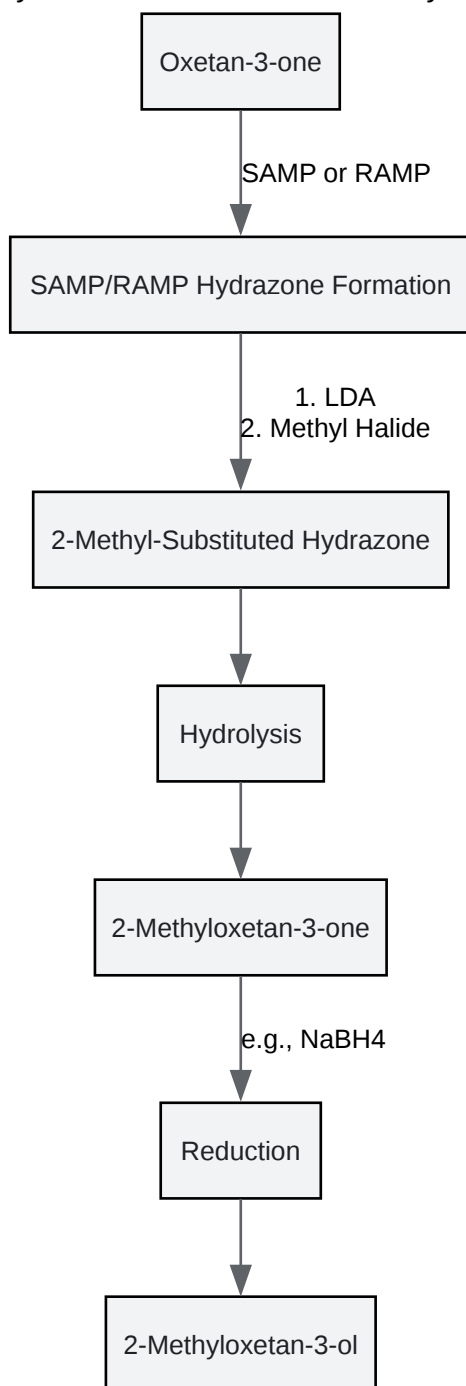 Oxetan-3-one
SAMP or RAMP
SAMP/RAMP Hydrazone Formation
1. LDA
2. Methyl Halide
2-Methyl-Substituted Hydrazone
Hydrolysis
2-Methyloxetan-3-one
e.g., NaBH4
Reduction
2-Methyloxetan-3-ol